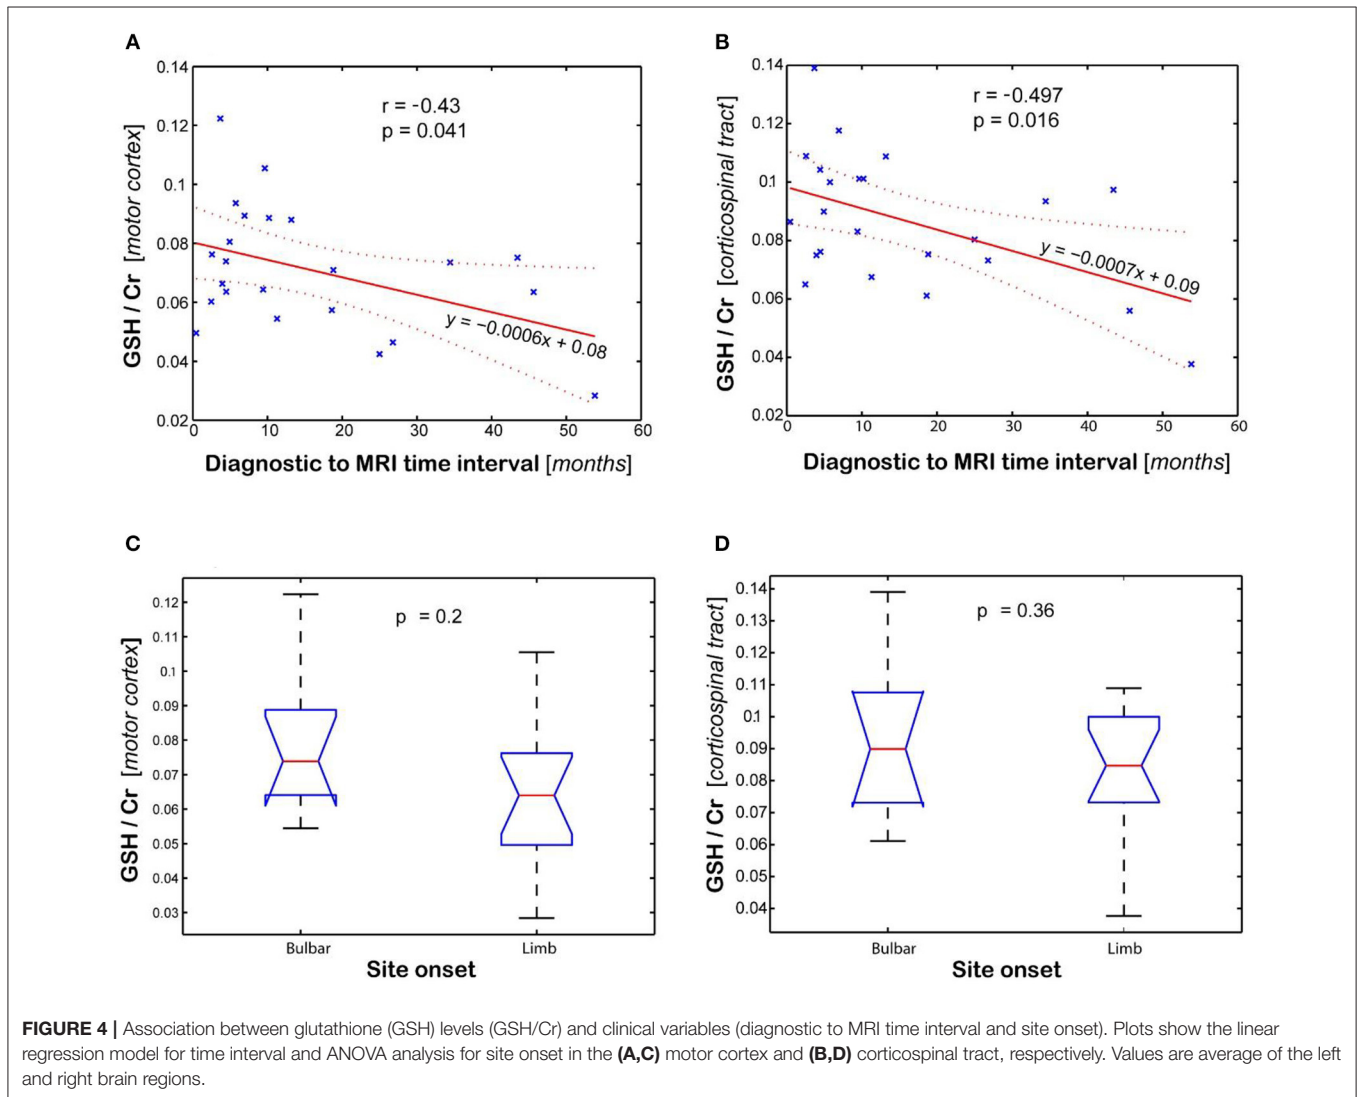 A
0.14
0.12
0.1
0.08
0.06
0.04
0.02
0
10
20
30
40
50
60
r = -0.43
p = 0.041
y = −0.0006x + 0.08
GSH / Cr [motor cortex]
Diagnostic to MRI time interval [months]
B
0.14
0.12
0.1
0.08
0.06
0.04
0.02
0
10
20
30
40
50
60
r = -0.497
p = 0.016
y = −0.0007x + 0.09
GSH / Cr [corticospinal tract]
Diagnostic to MRI time interval [months]
C
0.12
0.11
0.1
0.09
0.08
0.07
0.06
0.05
0.04
0.03
p = 0.2
GSH / Cr [motor cortex]
Bulbar
Limb
Site onset
D
0.14
0.13
0.12
0.11
0.1
0.09
0.08
0.07
0.06
0.05
0.04
p = 0.36
GSH / Cr [corticospinal tract]
Bulbar
Limb
Site onset
FIGURE 4 | Association between glutathione (GSH) levels (GSH/Cr) and clinical variables (diagnostic to MRI time interval and site onset). Plots show the linear
regression model for time interval and ANOVA analysis for site onset in the (A,C) motor cortex and (B,D) corticospinal tract, respectively. Values are average of the left
and right brain regions.